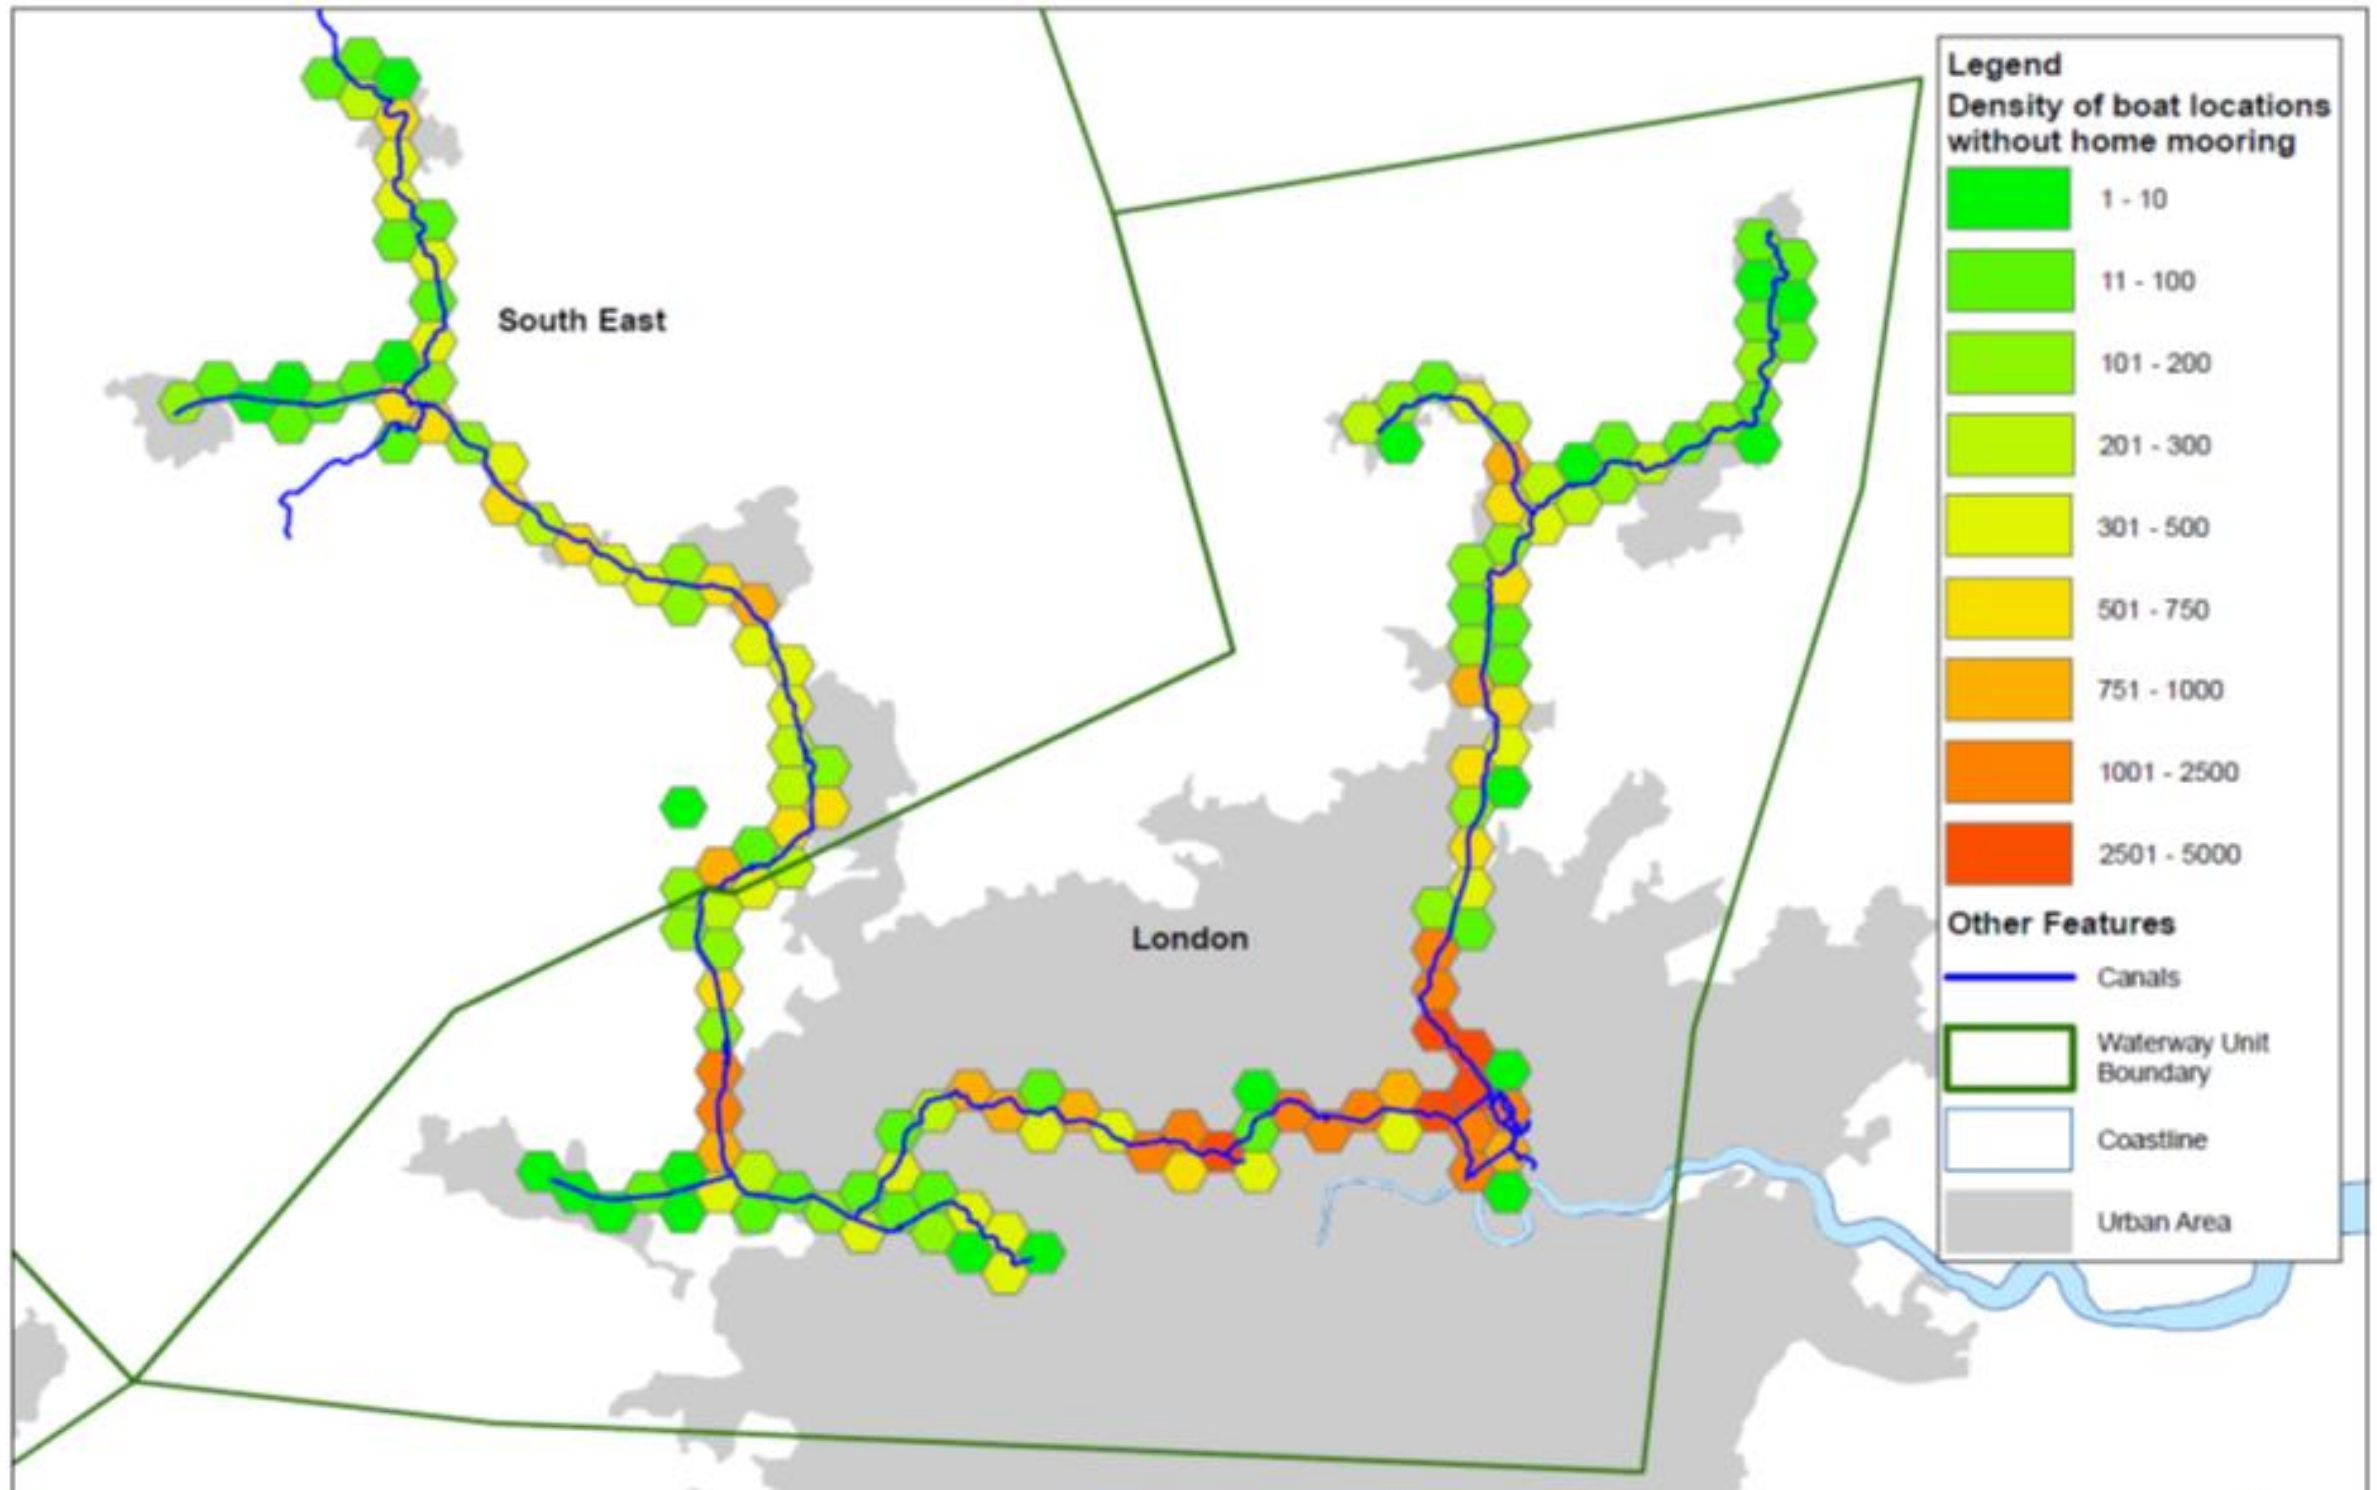 South East
London
Legend
Density of boat locations
without home mooring
1 - 10
11 - 100
101 - 200
201 - 300
301 - 500
501 - 750
751 - 1000
1001 - 2500
2501 - 5000
Other Features
Canals
Waterway Unit
Boundary
Coastline
Urban Area